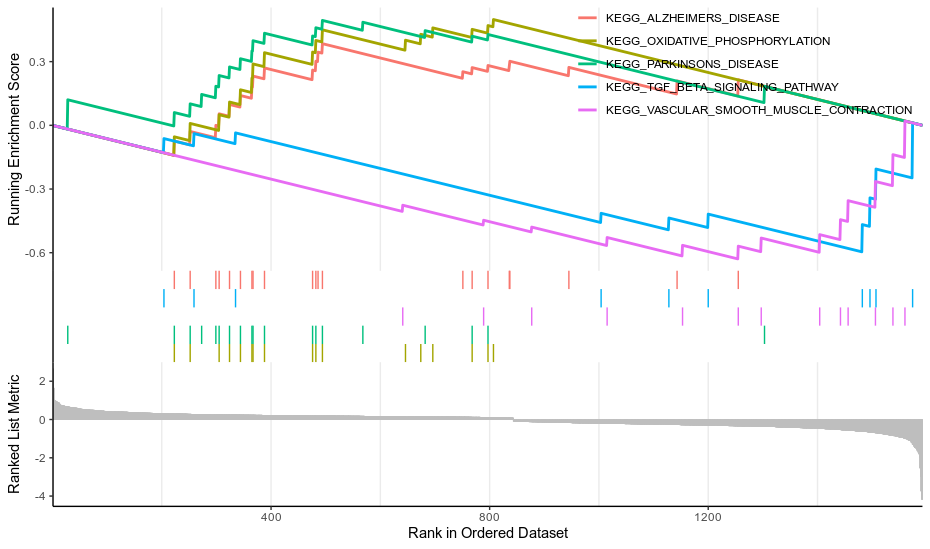 KEGG_ALZHEIMERS_DISEASE
KEGG_OXIDATIVE_PHOSPHORYLATION
KEGG_PARKINSONS_DISEASE
KEGG_TGF_BETA_SIGNALING_PATHWAY
KEGG_VASCULAR_SMOOTH_MUSCLE_CONTRACTION
Running Enrichment Score
0.3
0.0
-0.3
-0.6
Ranked List Metric
2
0
-2
-4
400
800
1200
Rank in Ordered Dataset